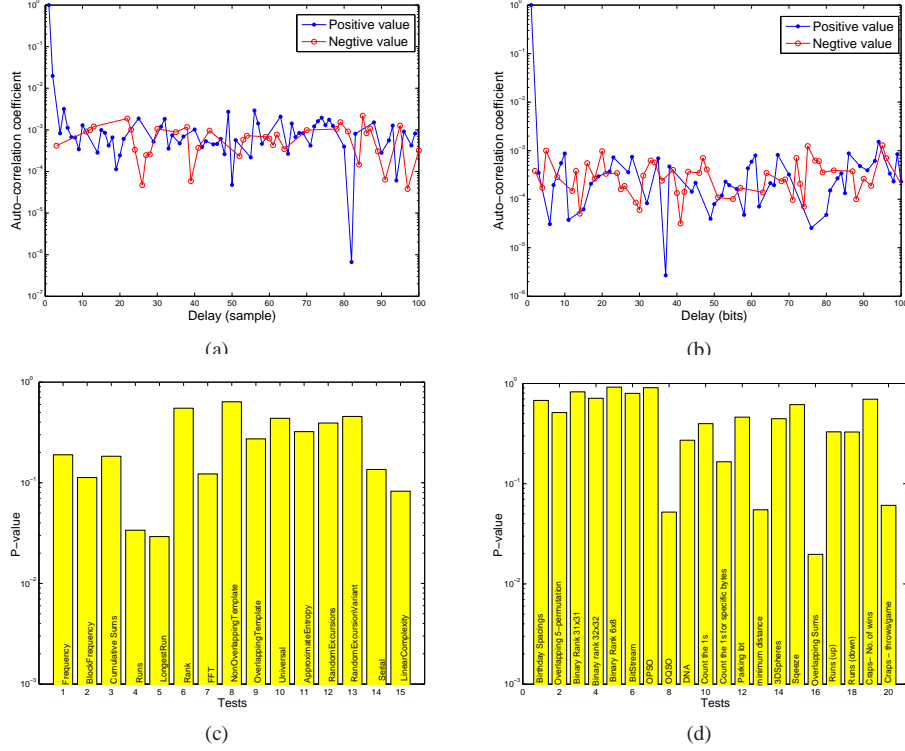 Auto−correlation coefficient
10^0
10^−1
10^−2
10^−3
10^−4
10^−5
10^−6
10^−7
0 10 20 30 40 50 60 70 80 90 100
Delay (sample)
Positive value
Negtive value
(a)
Auto−correlation coefficient
10^0
10^−1
10^−2
10^−3
10^−4
10^−5
10^−6
0 10 20 30 40 50 60 70 80 90 100
Delay (bits)
Positive value
Negtive value
(b)
P−value
10^0
10^−1
10^−2
10^−3
Frequency
BlockFrequency
Cumulative Sums
Runs
LongestRun
Rank
FFT
NonOverlappingTemplate
OverlappingTemplate
Universal
ApproximateEntropy
RandomExcursions
RandomExcursionVariant
Serial
LinearComplexity
1 2 3 4 5 6 7 8 9 10 11 12 13 14 15
Tests
(c)
P−value
10^0
10^−1
10^−2
10^−3
Birthday Spacings
Overlapping 5−permutation
Binary Rank 31x31
Binary rank 32x32
Binary Rank 6x8
BitStream
OPSO
OQSO
DNA
Count the 1s
Count the 1s for specific bytes
Parking lot
minimum distance
3DSpheres
Sqeeze
Overlapping Sums
Runs (up)
Runs (down)
Craps− No. of wins
Craps − throws/game
0 2 4 6 8 10 12 14 16 18 20
Tests
(d)